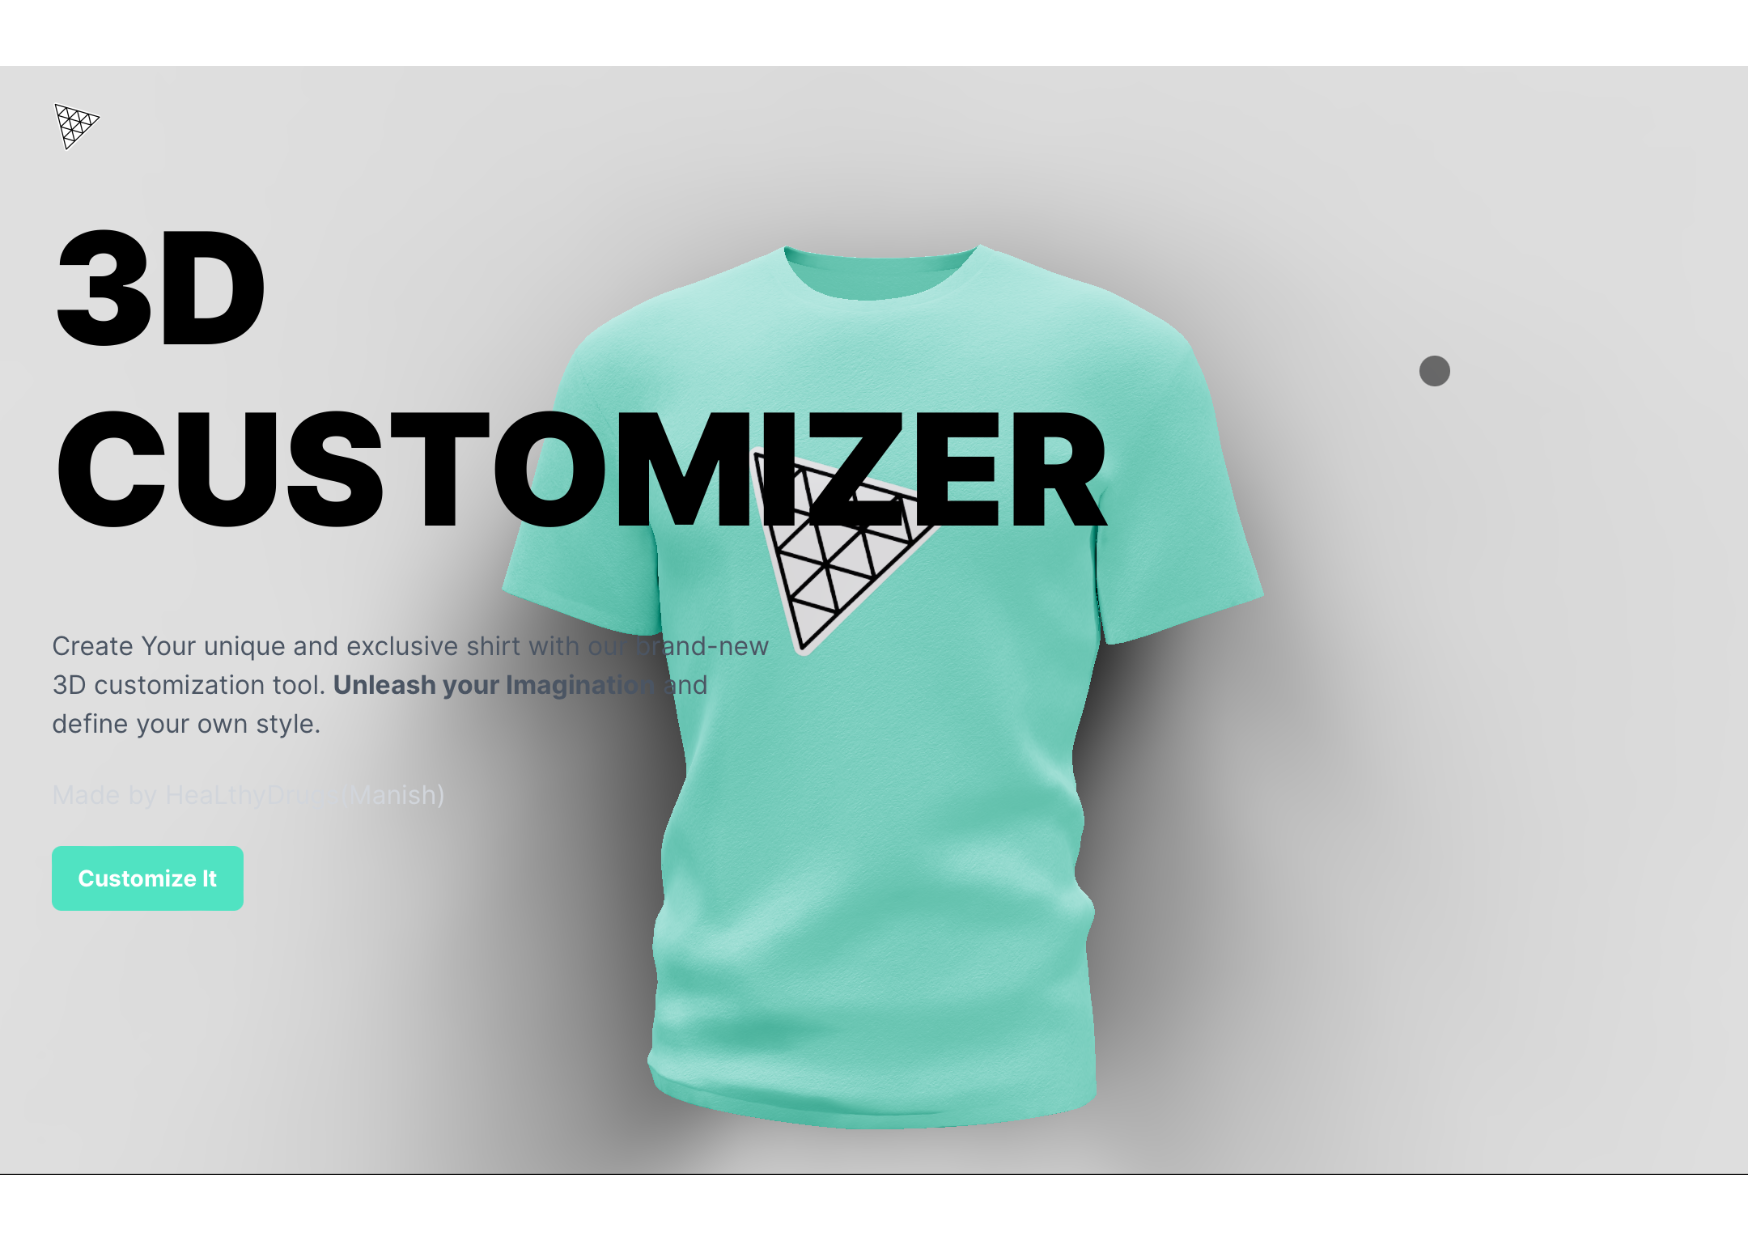 3D
CUSTOMIZER
Create Your unique and exclusive shirt with our brand-new
3D customization tool. Unleash your Imagination and
define your own style.
Made by HeaLthyDrugs(Manish)
Customize It